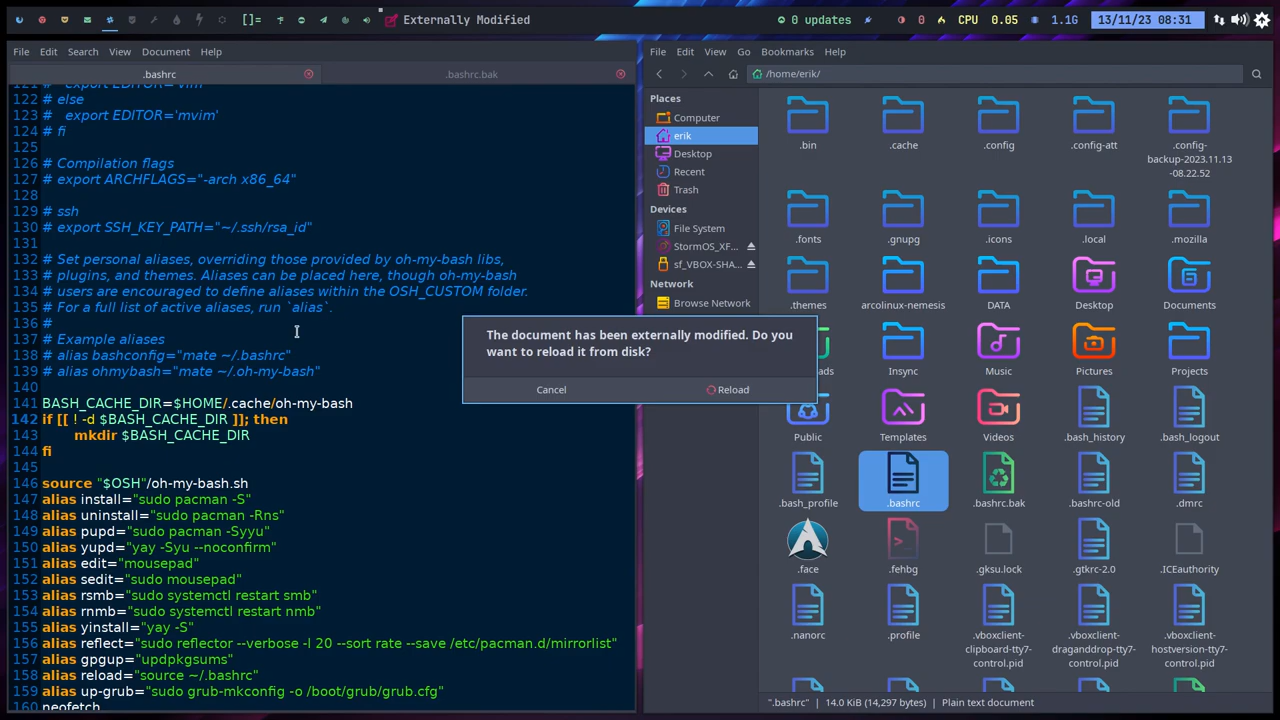 []=
Externally Modified
0 updates
0
CPU 0.05
1.1G
13/11/23 08:31
File Edit Search View Document Help
.bashrc
.bashrc.bak
121 #   export EDITOR='vim'
122 # else
123 #   export EDITOR='mvim'
124 # fi
125
126 # Compilation flags
127 # export ARCHFLAGS="-arch x86_64"
128
129 # ssh
130 # export SSH_KEY_PATH="~/.ssh/rsa_id"
131
132 # Set personal aliases, overriding those provided by oh-my-bash libs,
133 # plugins, and themes. Aliases can be placed here, though oh-my-bash
134 # users are encouraged to define aliases within the OSH_CUSTOM folder.
135 # For a full list of active aliases, run `alias`.
136 #
137 # Example aliases
138 # alias bashconfig="mate ~/.bashrc"
139 # alias ohmybash="mate ~/.oh-my-bash"
140
141 BASH_CACHE_DIR=$HOME/.cache/oh-my-bash
142 if [[ ! -d $BASH_CACHE_DIR ]]; then
143 mkdir $BASH_CACHE_DIR
144 fi
145
146 source "$OSH"/oh-my-bash.sh
147 alias install="sudo pacman -S"
148 alias uninstall="sudo pacman -Rns"
149 alias pupd="sudo pacman -Syyu"
150 alias yupd="yay -Syu --noconfirm"
151 alias edit="mousepad"
152 alias sedit="sudo mousepad"
153 alias rsmb="sudo systemctl restart smb"
154 alias rnmb="sudo systemctl restart nmb"
155 alias yinstall="yay -S"
156 alias reflect="sudo reflector --verbose -l 20 --sort rate --save /etc/pacman.d/mirrorlist"
157 alias gpgup="updpkgsums"
158 alias reload="source ~/.bashrc"
159 alias up-grub="sudo grub-mkconfig -o /boot/grub/grub.cfg"
160 neofetch
The document has been externally modified. Do you
want to reload it from disk?
Cancel
Reload
File Edit View Go Bookmarks Help
/home/erik/
Places
Computer
erik
Desktop
Recent
Trash
Devices
File System
StormOS_XF...
sf_VBOX-SHA...
Browse Network
.bin
.cache
.config
.config-att
.config-
backup-2023.11.13
-08.22.52
.fonts
.gnupg
.icons
.local
.mozilla
.themes
arcolinux-nemesis
DATA
Desktop
Documents
ads
Insync
Music
Pictures
Projects
Public
Templates
Videos
.bash_history
.bash_logout
.bash_profile
.bashrc
.bashrc.bak
.bashrc-old
.dmrc
.face
.fehbg
.gksu.lock
.gtkrc-2.0
.ICEauthority
.nanorc
.profile
.vboxclient-
clipboard-tty7-
control.pid
.vboxclient-
draganddrop-tty7-
control.pid
.vboxclient-
hostversion-tty7-
control.pid
".bashrc" | 14.0 KiB (14,297 bytes) | Plain text document